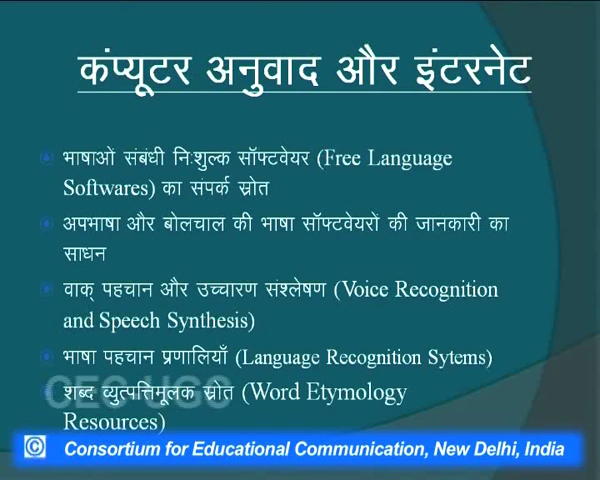 कंप्यूटर अनुवाद और इंटरनेट
भाषाओं संबंधी निःशुल्क सॉफ्टवेयर (Free Language
Softwares) का संपर्क स्रोत
अपभाषा और बोलचाल की भाषा सॉफ्टवेयरों की जानकारी का
साधन
वाक् पहचान और उच्चारण संश्लेषण (Voice Recognition
and Speech Synthesis)
भाषा पहचान प्रणालियाँ (Language Recognition Sytems)
शब्द व्युत्पत्तिमूलक स्रोत (Word Etymology
Resources)
CEC-UGC
© Consortium for Educational Communication, New Delhi, India